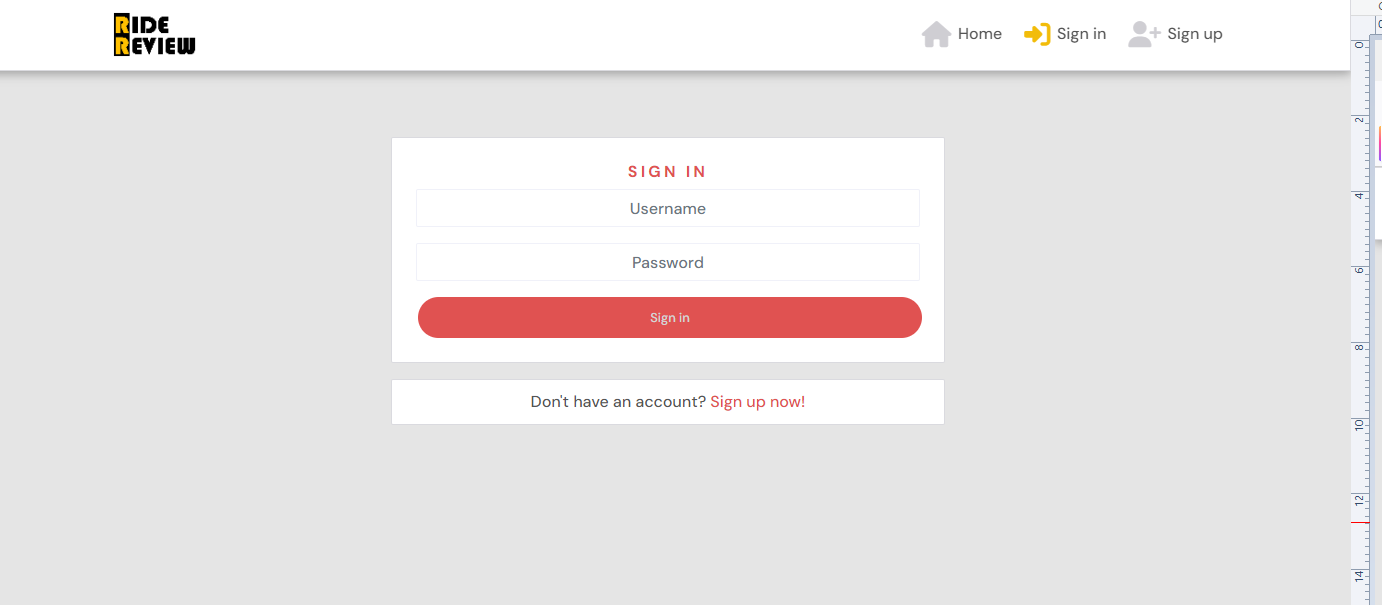 RIDE
REVIEW
Home
Sign in
Sign up
SIGN IN
Username
Password
Sign in
Don't have an account? Sign up now!
0
2
4
6
8
10
12
14